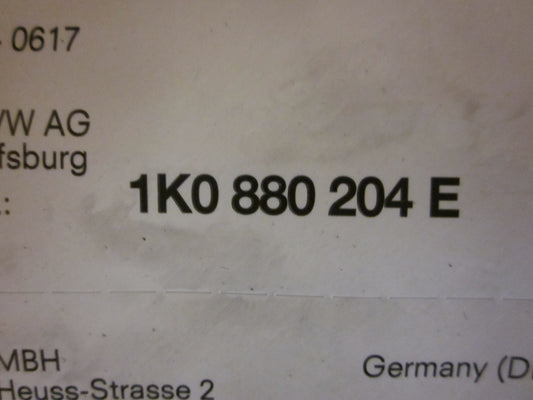 0617
VW AG
fsburg
.:
1K0 880 204 E
MBH
Heuss-Strasse 2
Germany (D